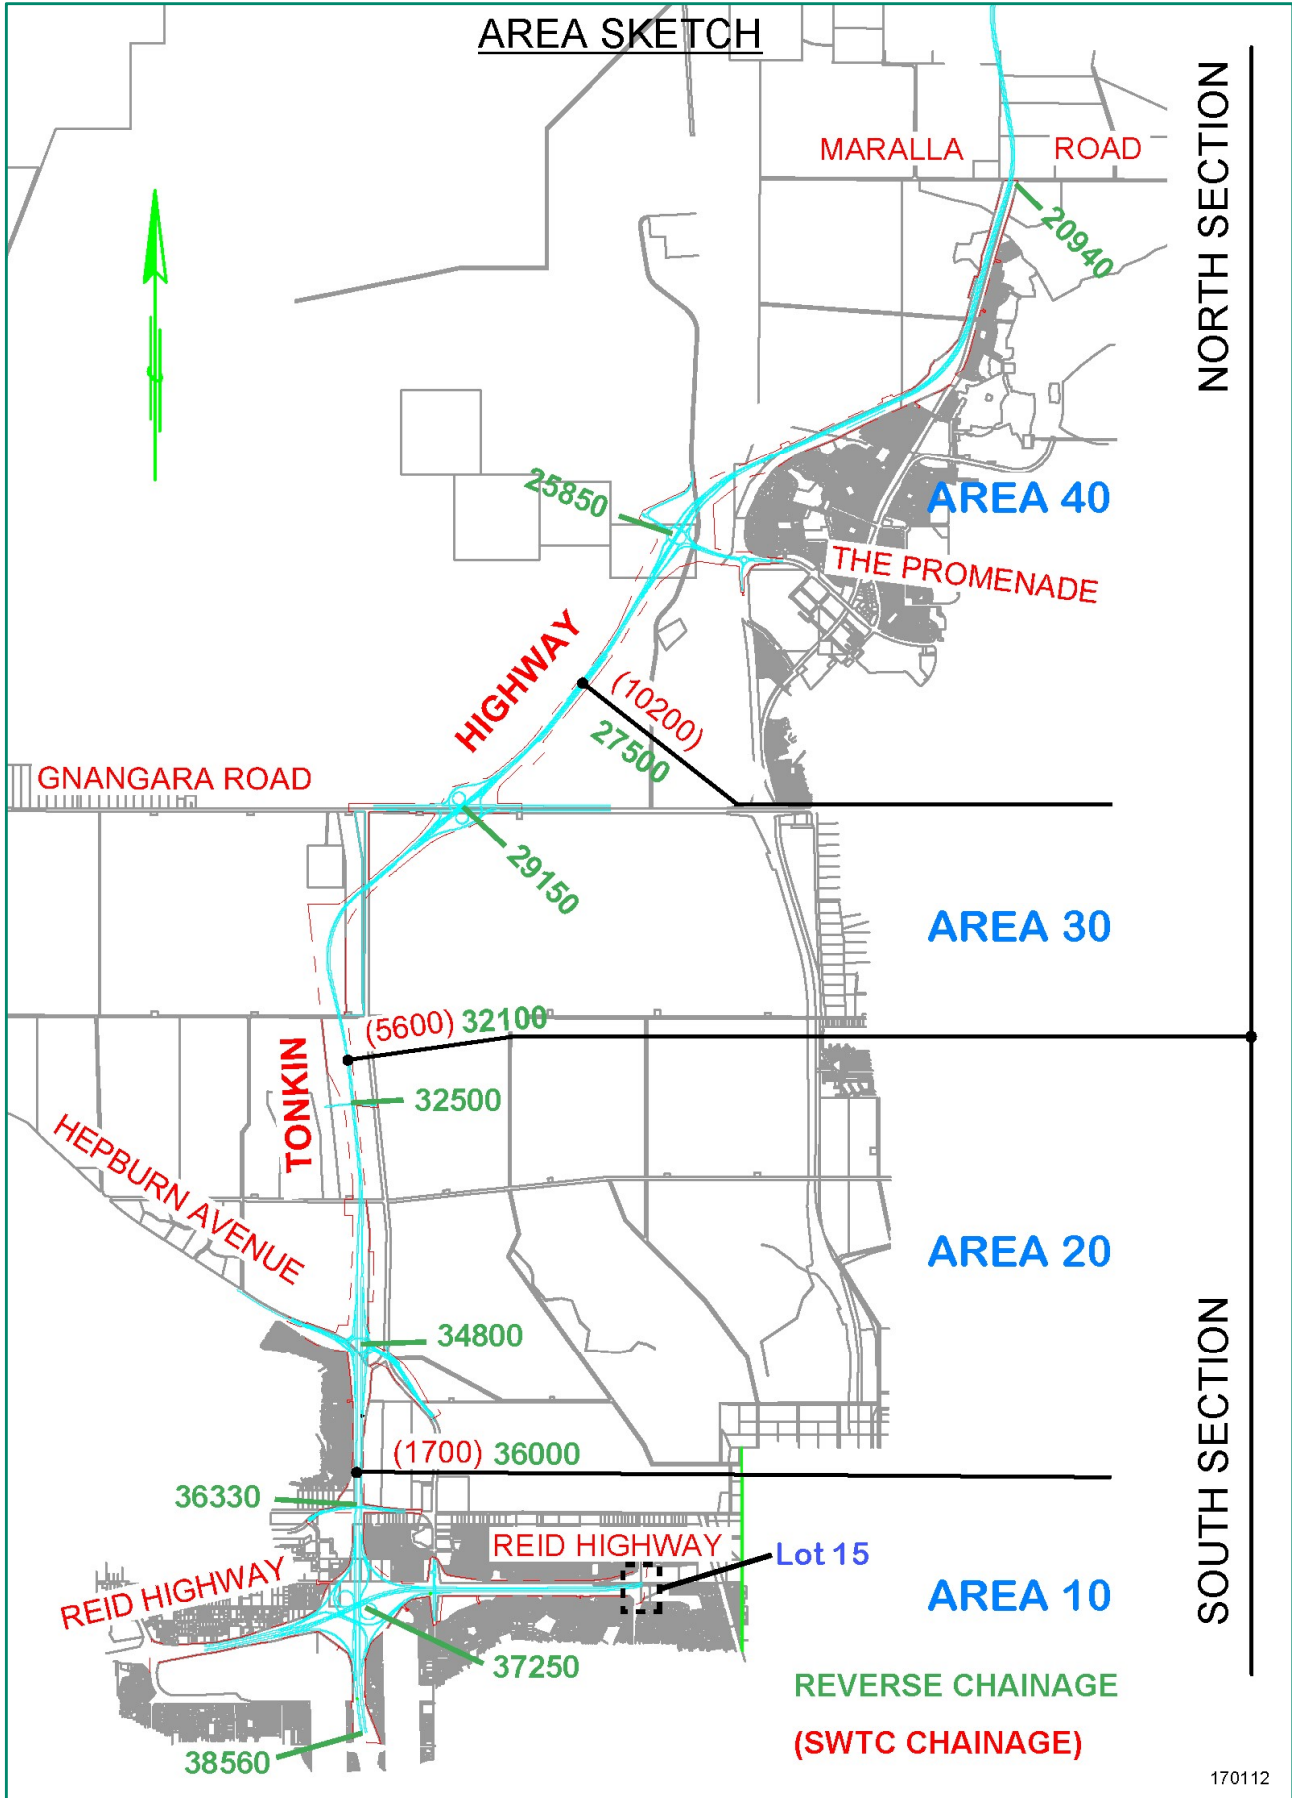 AREA SKETCH
NORTH SECTION
MARALLA ROAD
20940
25850
AREA 40
THE PROMENADE
HIGHWAY
(10200)
27500
GNANGARA ROAD
29150
AREA 30
(5600) 32100
TONKIN
32500
HEPBURN AVENUE
AREA 20
34800
SOUTH SECTION
(1700) 36000
36330
REID HIGHWAY
Lot 15
REID HIGHWAY
AREA 10
37250
REVERSE CHAINAGE
(SWTC CHAINAGE)
38560
170112